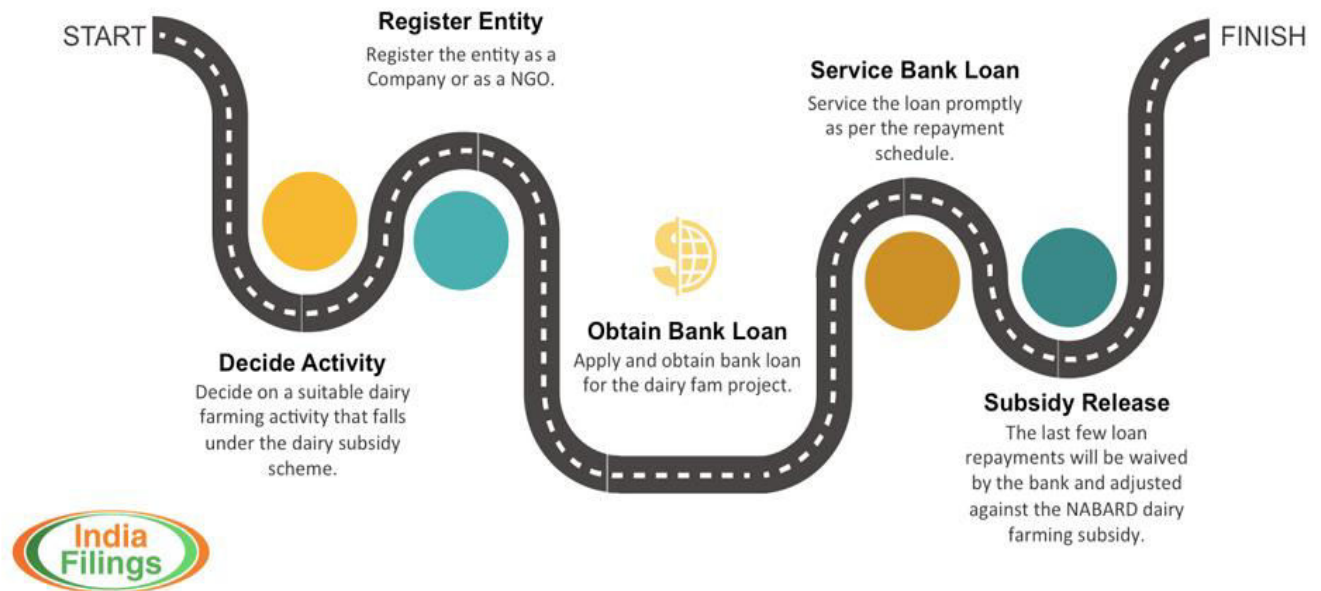 START
Register Entity
Register the entity as a
Company or as a NGO.
Decide Activity
Decide on a suitable dairy
farming activity that falls
under the dairy subsidy
scheme.
Obtain Bank Loan
Apply and obtain bank loan
for the dairy fam project.
Service Bank Loan
Service the loan promptly
as per the repayment
schedule.
Subsidy Release
The last few loan
repayments will be waived
by the bank and adjusted
against the NABARD dairy
farming subsidy.
FINISH
India
Filings